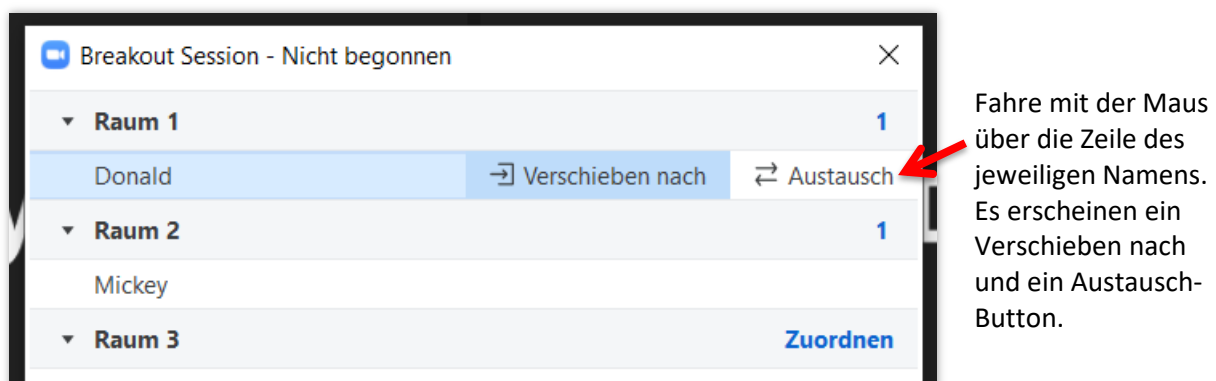 Breakout Session - Nicht begonnen
Raum 1 1
Donald Verschieben nach Austausch
Raum 2 1
Mickey
Raum 3 Zuordnen
Fahre mit der Maus
über die Zeile des
jeweiligen Namens.
Es erscheinen ein
Verschieben nach
und ein Austausch-
Button.